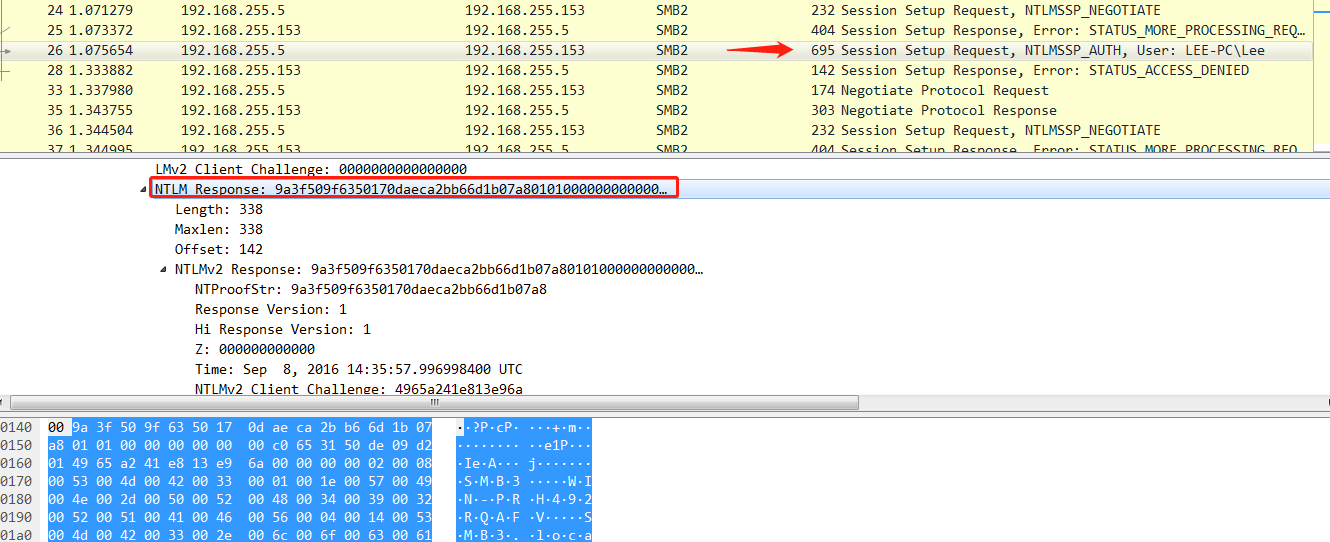 24 1.071279 192.168.255.5 192.168.255.153 SMB2 232 Session Setup Request, NTLMSSP_NEGOTIATE
25 1.073372 192.168.255.153 192.168.255.5 SMB2 404 Session Setup Response, Error: STATUS_MORE_PROCESSING_REQ…
26 1.075654 192.168.255.5 192.168.255.153 SMB2 695 Session Setup Request, NTLMSSP_AUTH, User: LEE-PC\Lee
28 1.333882 192.168.255.153 192.168.255.5 SMB2 142 Session Setup Response, Error: STATUS_ACCESS_DENIED
33 1.337980 192.168.255.5 192.168.255.153 SMB2 174 Negotiate Protocol Request
35 1.343755 192.168.255.153 192.168.255.5 SMB2 303 Negotiate Protocol Response
36 1.344504 192.168.255.5 192.168.255.153 SMB2 232 Session Setup Request, NTLMSSP_NEGOTIATE
37 1.344995 192.168.255.153 192.168.255.5 SMB2 404 Session Setup Response, Error: STATUS_MORE_PROCESSING_REQ…
LMv2 Client Challenge: 0000000000000000
NTLM Response: 9a3f509f6350170daeca2bb66d1b07a80101000000000000…
Length: 338
Maxlen: 338
Offset: 142
NTLMv2 Response: 9a3f509f6350170daeca2bb66d1b07a80101000000000000…
NTProofStr: 9a3f509f6350170daeca2bb66d1b07a8
Response Version: 1
Hi Response Version: 1
Z: 000000000000
Time: Sep  8, 2016 14:35:57.996998400 UTC
NTLMv2 Client Challenge: 4965a241e813e96a
0140 00 9a 3f 50 9f 63 50 17 0d ae ca 2b b6 6d 1b 07 ··?P·cP· ···+·m··
0150 a8 01 01 00 00 00 00 00 00 c0 65 31 50 de 09 d2 ········ ··e1P···
0160 01 49 65 a2 41 e8 13 e9 6a 00 00 00 00 02 00 08 ·Ie·A··· j·······
0170 00 53 00 4d 00 42 00 33 00 01 00 1e 00 57 00 49 ·S·M·B·3 ·····W·I
0180 00 4e 00 2d 00 50 00 52 00 48 00 34 00 39 00 32 ·N·-·P·R ·H·4·9·2
0190 00 52 00 51 00 41 00 46 00 56 00 04 00 14 00 53 ·R·Q·A·F ·V·····S
01a0 00 4d 00 42 00 33 00 2e 00 6c 00 6f 00 63 00 61 ·M·B·3·. ·l·o·c·a